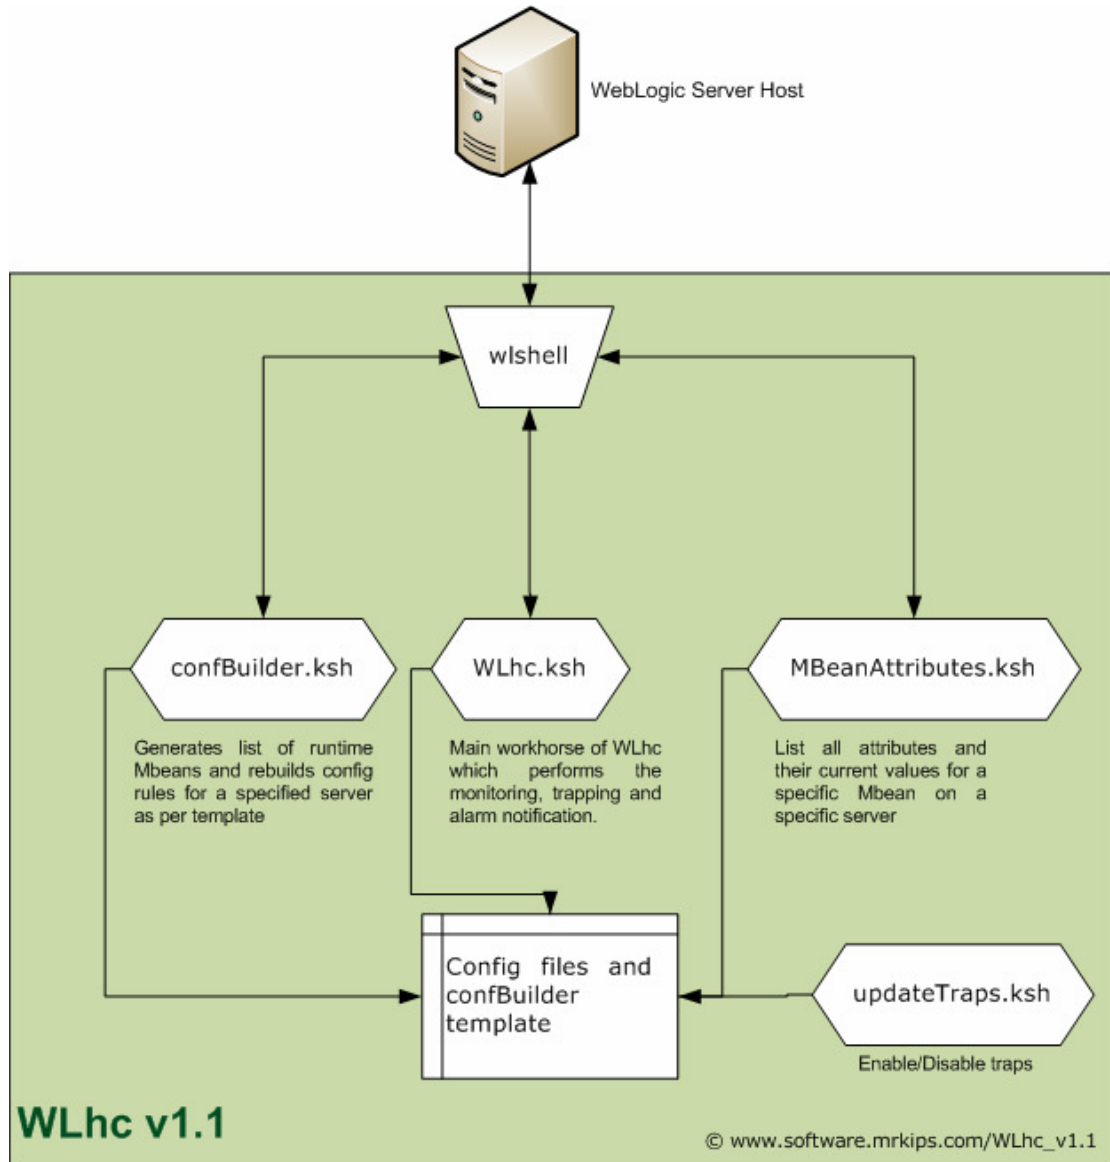 WebLogic Server Host
wlshell
confBuilder.ksh
Generates list of runtime
Mbeans and rebuilds config
rules for a specified server
as per template
WLhc.ksh
Main workhorse of WLhc
which performs the
monitoring, trapping and
alarm notification.
MBeanAttributes.ksh
List all attributes and
their current values for a
specific Mbean on a
specific server
Config files and
confBuilder
template
updateTraps.ksh
Enable/Disable traps
WLhc v1.1
© www.software.mrkips.com/WLhc_v1.1